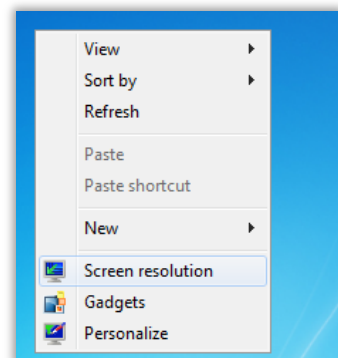 View
Sort by
Refresh
Paste
Paste shortcut
New
Screen resolution
Gadgets
Personalize